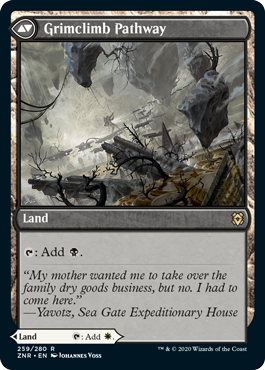 Grimclimb Pathway
Land
: Add .
“My mother wanted me to take over the
family dry goods business, but no. I had to
come here.”
—Yavotz, Sea Gate Expeditionary House
Land : Add .
259/280 R
ZNR • EN Johannes Voss
™ & © 2020 Wizards of the Coast